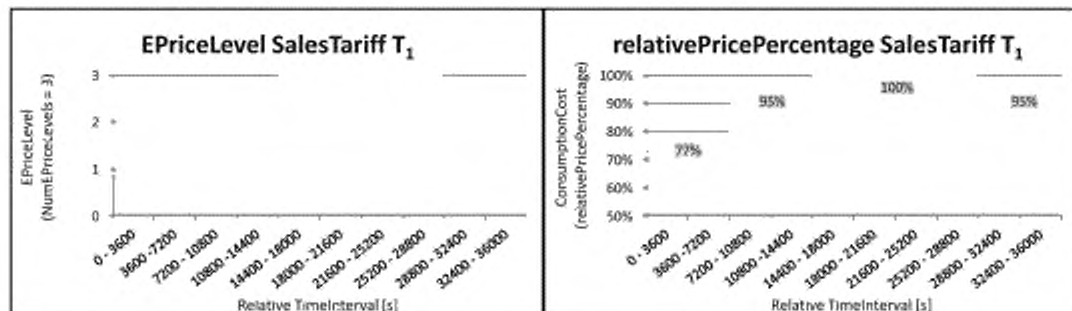 EPriceLevel SalesTariff T1
EPriceLevel
(NumEPriceLevels = 3)
3
2
1
0
0 - 3600
3600 -7200
7200 - 10800
10800 -14400
14400 - 18000
18000 - 21600
21600 - 25200
25200 - 28800
28800 - 32400
32400 - 36000
Relative TimeInterval [s]
relativePricePercentage SalesTariff T1
ConsumptionCost
(relativePricePercentage)
100%
90%
80%
70%
60%
50%
77%
95%
100%
95%
0 - 3600
3600 -7200
7200 - 10800
10800 -14400
14400 - 18000
18000 - 21600
21600 - 25200
25200 - 28800
28800 - 32400
32400 - 36000
Relative TimeInterval [s]